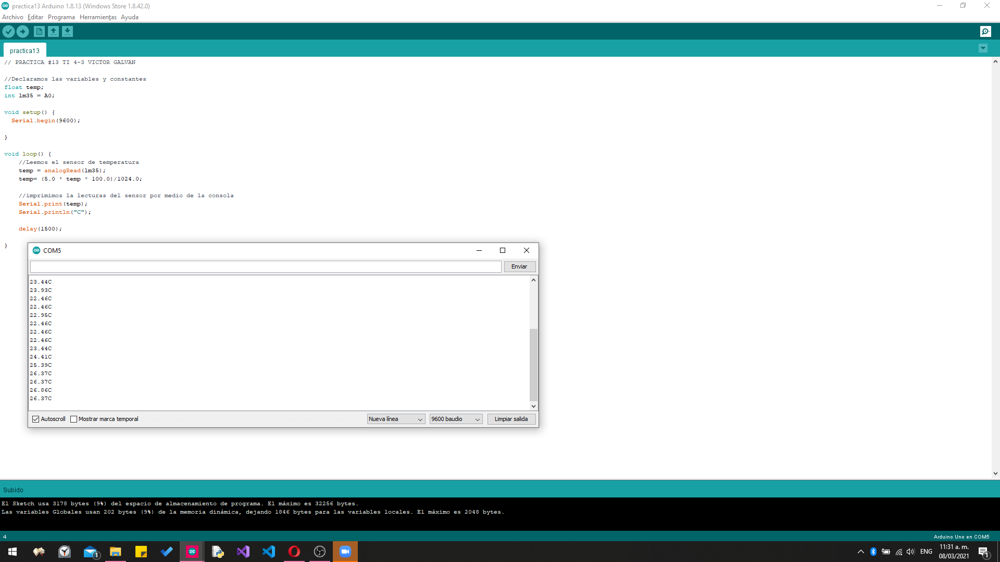 practica13 Arduino 1.8.13 (Windows Store 1.8.42.0)
Archivo Editar Programa Herramientas Ayuda
practica13
// PRACTICA #13 TI 4-3 VICTOR GALVAN
//Declaramos las variables y constantes
float temp;
int lm35 = A0;
void setup() {
Serial.begin(9600);
}
void loop() {
//Leemos el sensor de temperatura
temp = analogRead(lm35);
temp= (5.0 * temp * 100.0)/1024.0;
//imprimimos la lecturas del sensor por medio de la consola
Serial.print(temp);
Serial.println("C");
delay(1500);
}
COM5
Enviar
23.44C
23.93C
22.46C
22.46C
22.95C
22.46C
22.46C
22.46C
23.44C
24.41C
25.39C
26.37C
26.37C
26.86C
26.37C
Autoscroll Mostrar marca temporal Nueva línea 9600 baudio Limpiar salida
Subido
El Sketch usa 3178 bytes (9%) del espacio de almacenamiento de programa. El máximo es 32256 bytes.
Las variables Globales usan 202 bytes (9%) de la memoria dinámica, dejando 1846 bytes para las variables locales. El máximo es 2048 bytes.
4 Arduino Uno en COM5
1 ENG 11:31 a. m. 1
08/03/2021